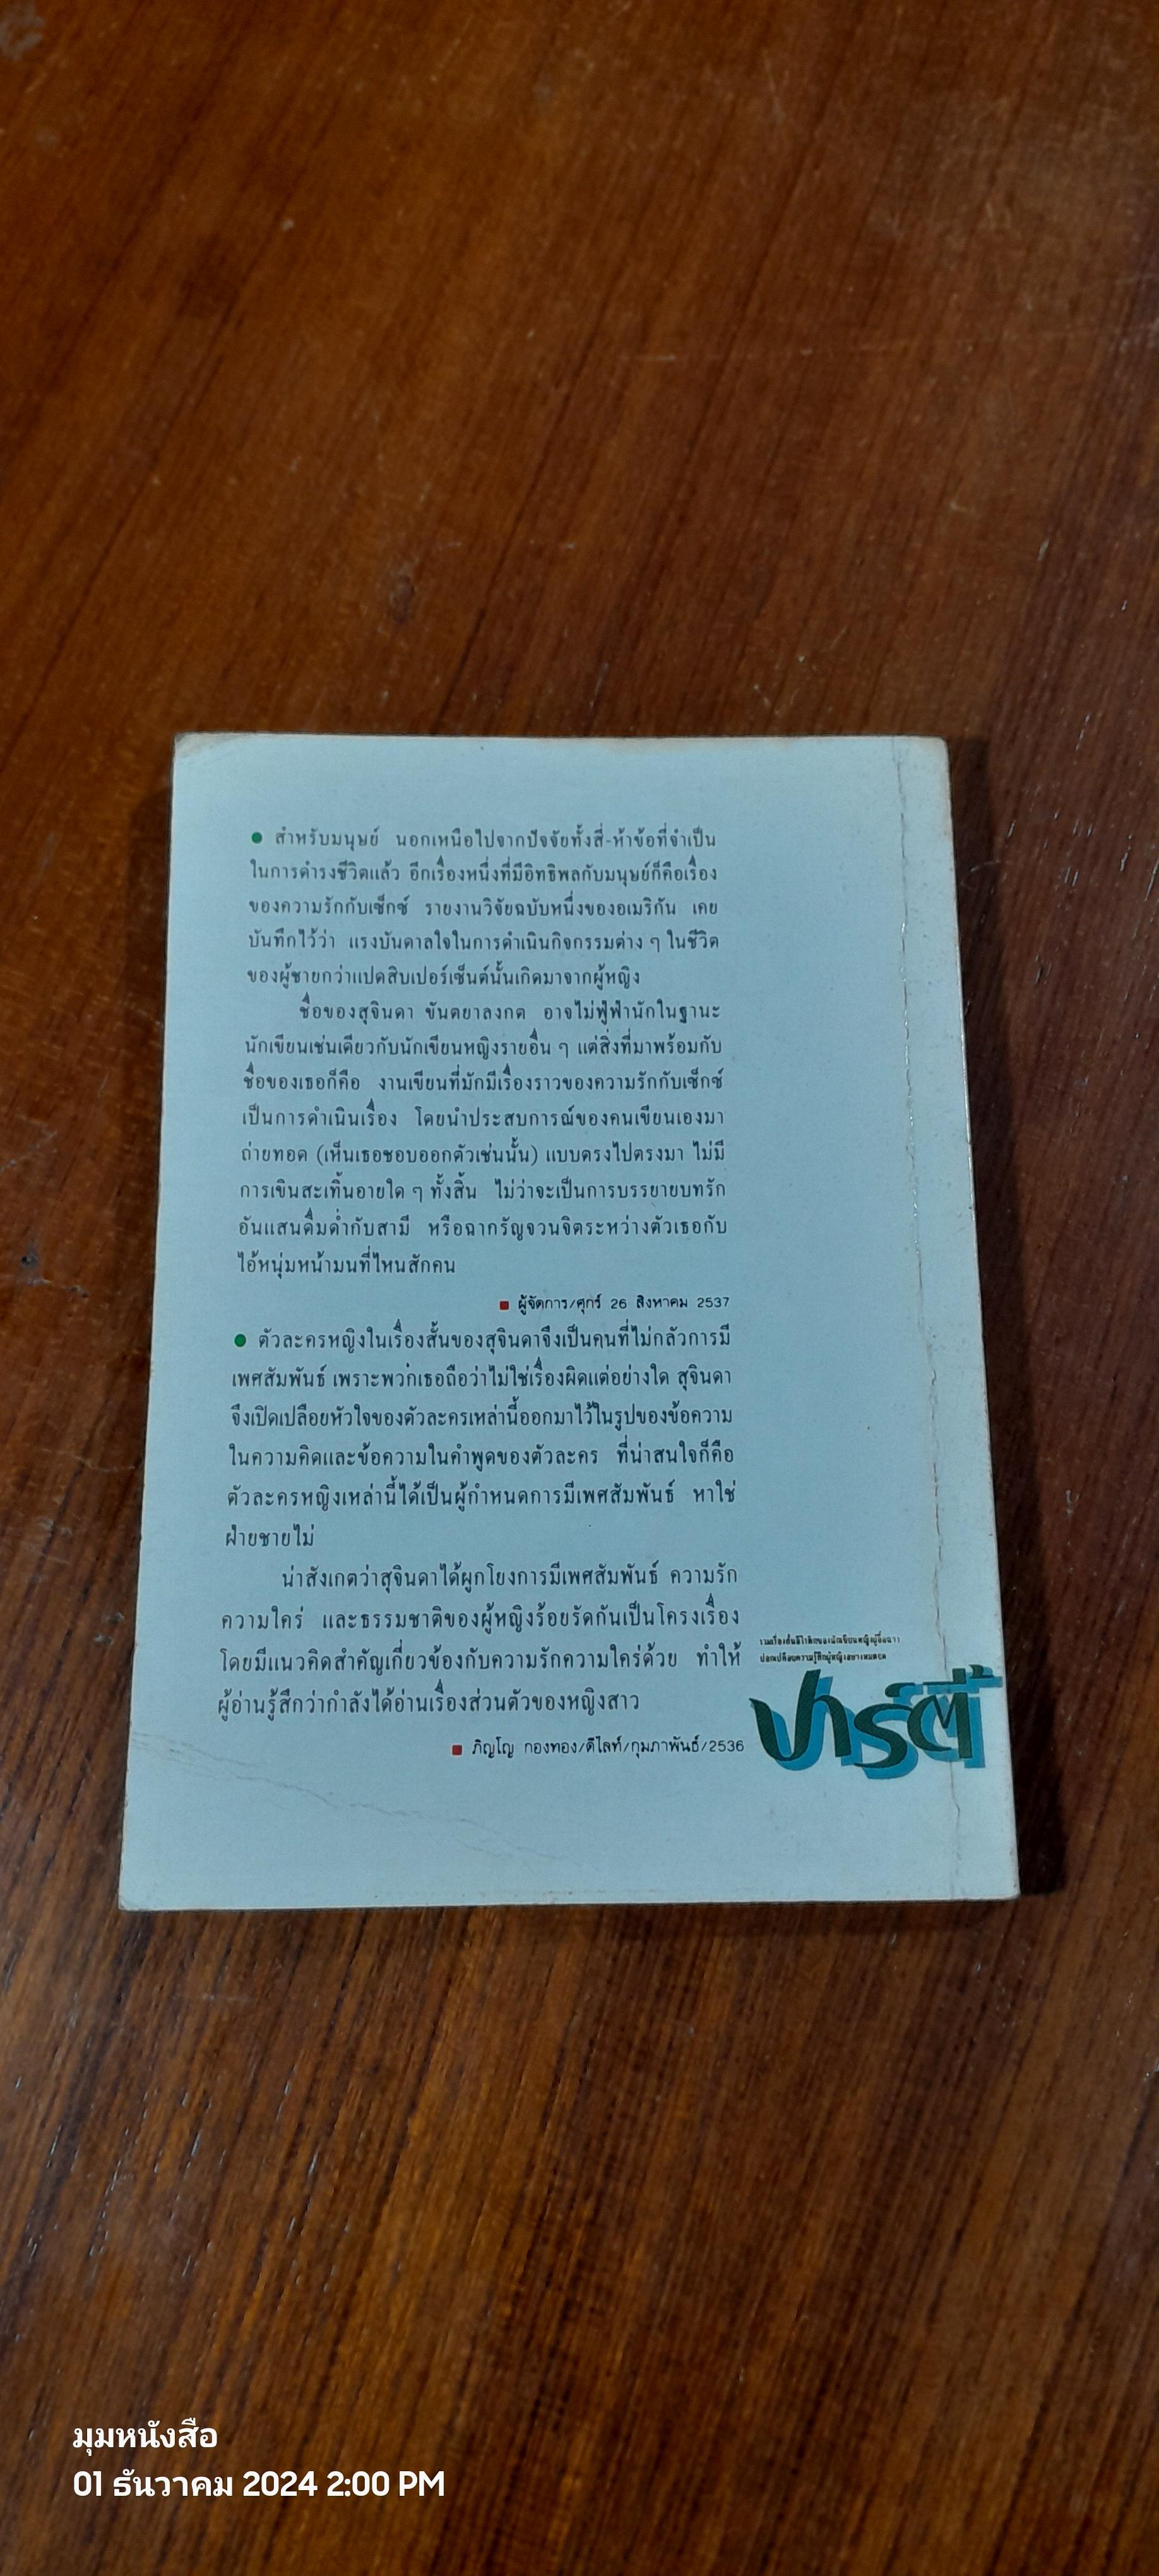 ● สำหรับมนุษย์ นอกเหนือไปจากปัจจัยทั้งสี่-ห้าข้อที่จำเป็น
ในการดำรงชีวิตแล้ว อีกเรื่องหนึ่งที่มีอิทธิพลกับมนุษย์ก็คือเรื่อง
ของความรักกับเซ็กซ์ รายงานวิจัยฉบับหนึ่งของอเมริกัน เคย
บันทึกไว้ว่า แรงบันดาลใจในการดำเนินกิจกรรมต่าง ๆ ในชีวิต
ของผู้ชายกว่าแปดสิบเปอร์เซ็นต์นั้นเกิดมาจากผู้หญิง
ชื่อของสุจินดา ขันตยาลงกต อาจไม่ฟู่ฟ่านักในฐานะ
นักเขียนเช่นเดียวกับนักเขียนหญิงรายอื่น ๆ แต่สิ่งที่มาพร้อมกับ
ชื่อของเธอก็คือ งานเขียนที่มักมีเรื่องราวของความรักกับเซ็กซ์
เป็นการดำเนินเรื่อง โดยนำประสบการณ์ของคนเขียนเองมา
ถ่ายทอด (เห็นเธอชอบออกตัวเช่นนั้น) แบบตรงไปตรงมา ไม่มี
การเขินสะเทิ้นอายใด ๆ ทั้งสิ้น ไม่ว่าจะเป็นการบรรยายบทรัก
อันแสนดื่มด่ำกับสามี หรือฉากรัญจวนจิตระหว่างตัวเธอกับ
ไอ้หนุ่มหน้ามนที่ไหนสักคน
■ ผู้จัดการ/ศุกร์ 26 สิงหาคม 2537
● ตัวละครหญิงในเรื่องสั้นของสุจินดาจึงเป็นคนที่ไม่กลัวการมี
เพศสัมพันธ์ เพราะพวกเธอถือว่าไม่ใช่เรื่องผิดแต่อย่างใด สุจินดา
จึงเปิดเปลือยหัวใจของตัวละครเหล่านี้ออกมาไว้ในรูปของข้อความ
ในความคิดและข้อความในคำพูดของตัวละคร ที่น่าสนใจก็คือ
ตัวละครหญิงเหล่านี้ได้เป็นผู้กำหนดการมีเพศสัมพันธ์ หาใช่
ฝ่ายชายไม่
น่าสังเกตว่าสุจินดาได้ผูกโยงการมีเพศสัมพันธ์ ความรัก
ความใคร่ และธรรมชาติของผู้หญิงร้อยรัดกันเป็นโครงเรื่อง
โดยมีแนวคิดสำคัญเกี่ยวข้องกับความรักความใคร่ด้วย ทำให้
ผู้อ่านรู้สึกว่ากำลังได้อ่านเรื่องส่วนตัวของหญิงสาว
■ ภิญโญ กองทอง/ดีไลท์/กุมภาพันธ์/2536
ปาร์ตี้
มุมหนังสือ
01 ธันวาคม 2024 2:00 PM